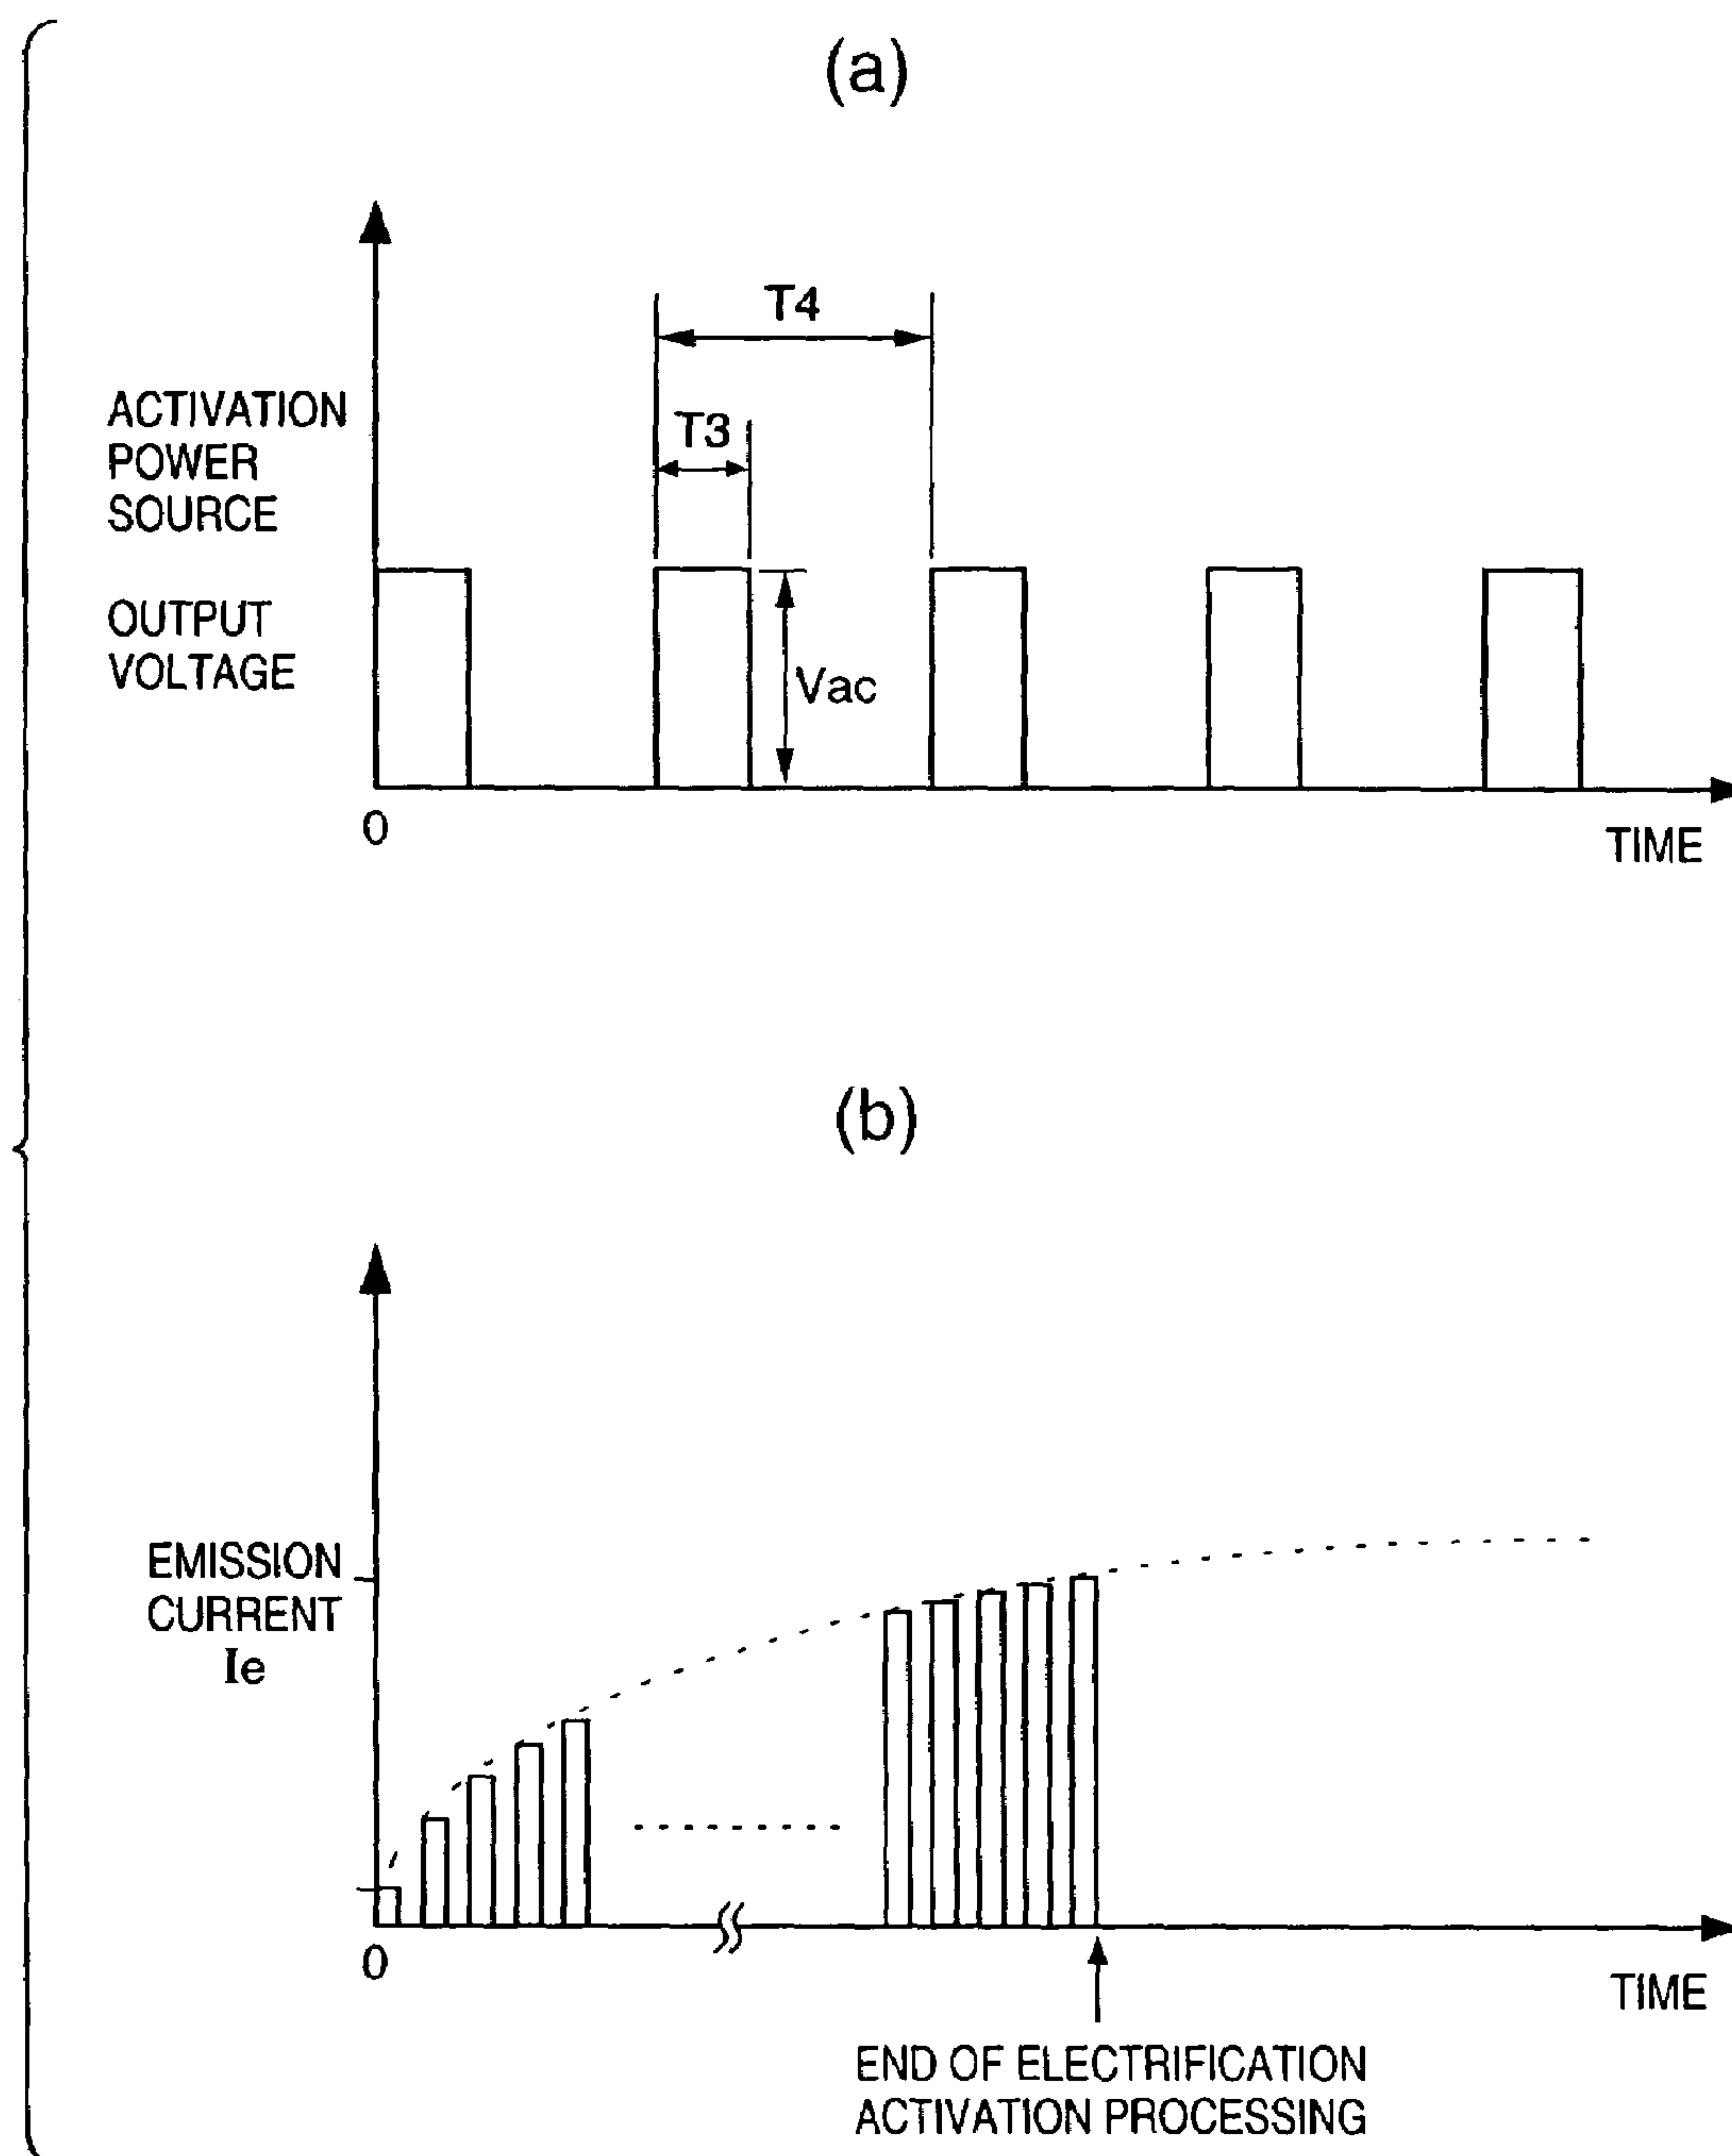 (a)
T4
T3
ACTIVATION
POWER
SOURCE
OUTPUT
VOLTAGE
Vac
0
TIME
(b)
EMISSION
CURRENT
Ie
0
TIME
END OF ELECTRIFICATION
ACTIVATION PROCESSING